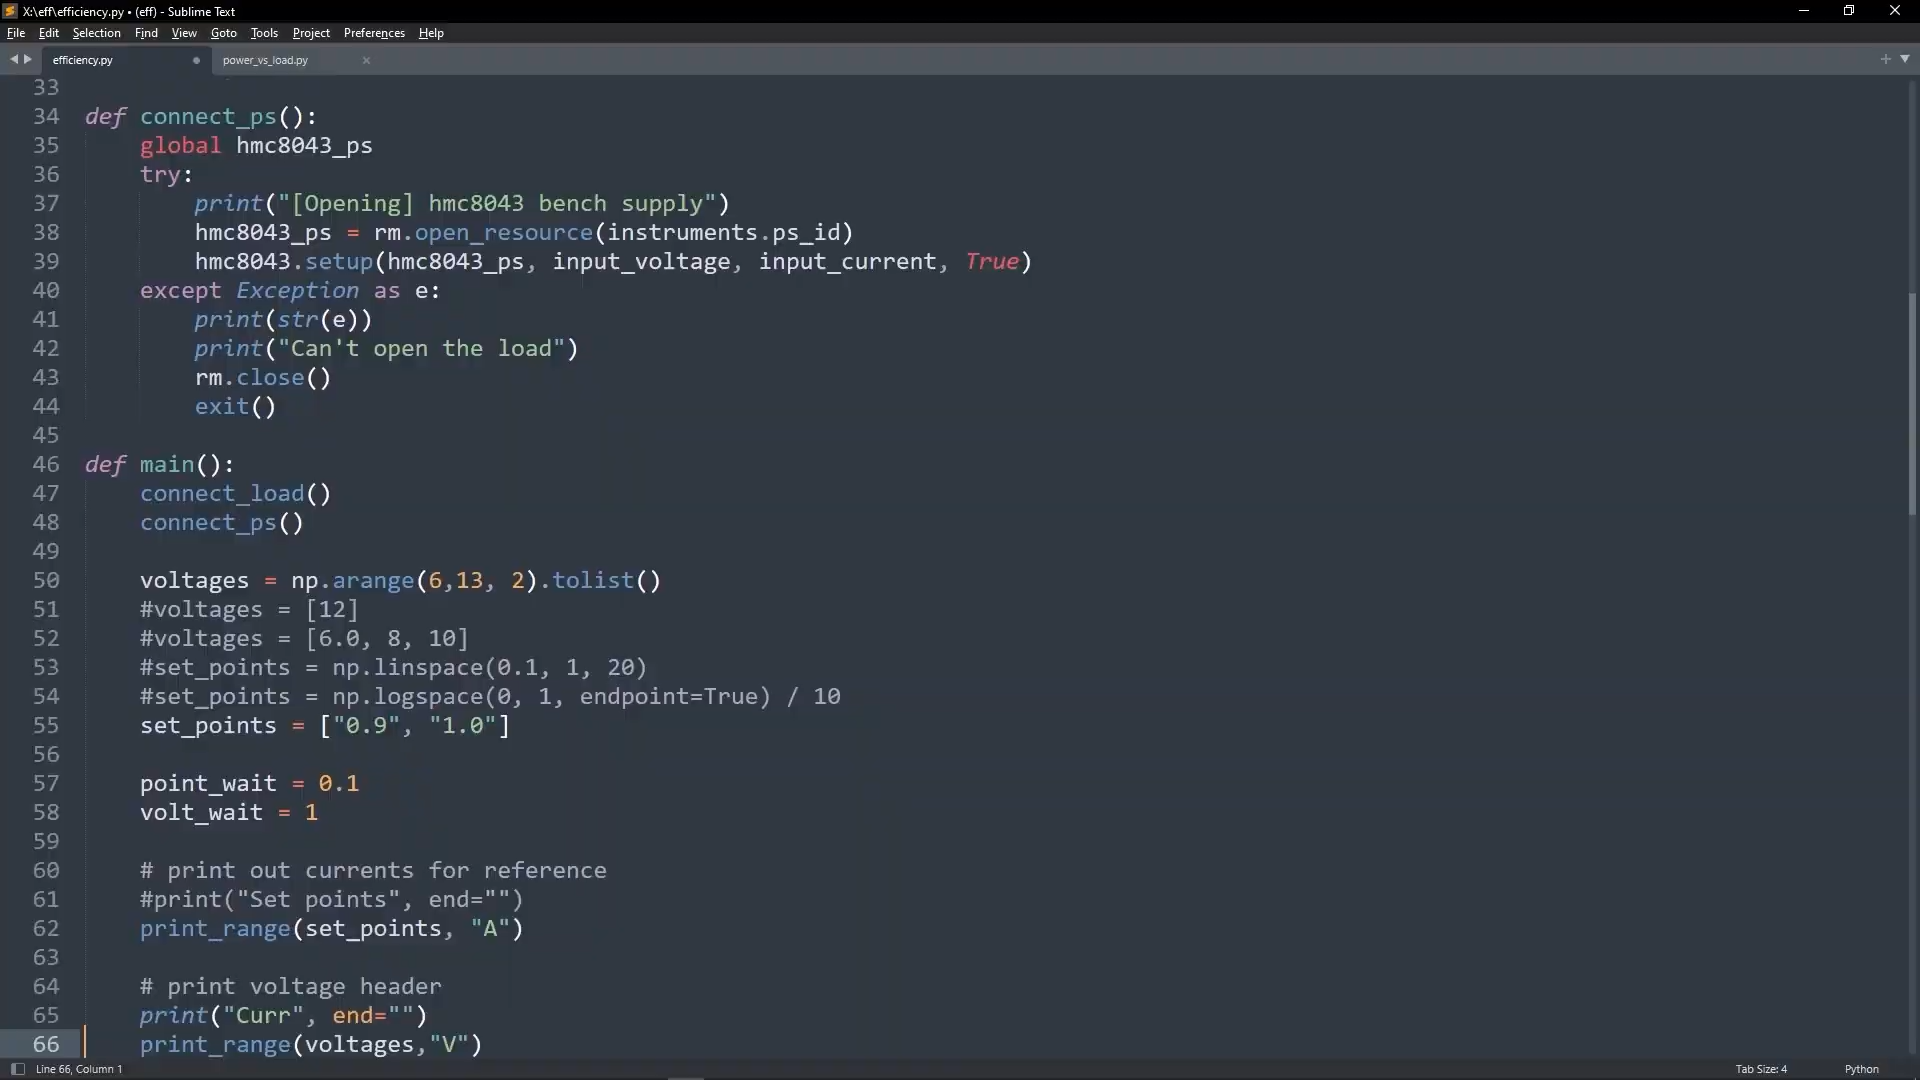 X:\eff\efficiency.py • (eff) - Sublime Text
File Edit Selection Find View Goto Tools Project Preferences Help
efficiency.py power_vs_load.py
33
34 def connect_ps():
35 global hmc8043_ps
36 try:
37 print("[Opening] hmc8043 bench supply")
38 hmc8043_ps = rm.open_resource(instruments.ps_id)
39 hmc8043.setup(hmc8043_ps, input_voltage, input_current, True)
40 except Exception as e:
41 print(str(e))
42 print("Can't open the load")
43 rm.close()
44 exit()
45
46 def main():
47 connect_load()
48 connect_ps()
49
50 voltages = np.arange(6,13, 2).tolist()
51 #voltages = [12]
52 #voltages = [6.0, 8, 10]
53 #set_points = np.linspace(0.1, 1, 20)
54 #set_points = np.logspace(0, 1, endpoint=True) / 10
55 set_points = ["0.9", "1.0"]
56
57 point_wait = 0.1
58 volt_wait = 1
59
60 # print out currents for reference
61 #print("Set points", end="")
62 print_range(set_points, "A")
63
64 # print voltage header
65 print("Curr", end="")
66 print_range(voltages,"V")
Line 66, Column 1 Tab Size: 4 Python